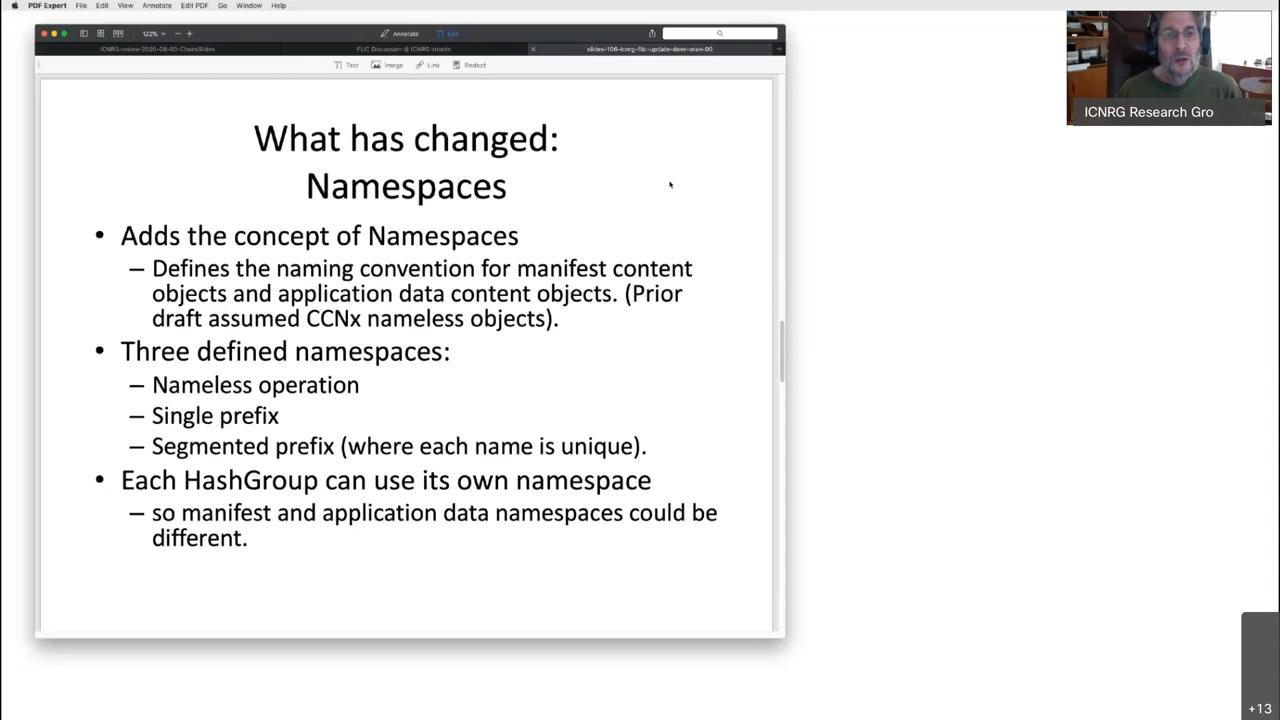 PDF Expert File Edit View Annotate Edit PDF Go Window Help
122% Annotate Edit
ICNRG-online-2020-08-03-ChairsSlides FLIC Discussion @ ICNRG Interim slides-106-icnrg-flic-update-dave-oran-00
Text Image Link Redact
What has changed:
Namespaces
• Adds the concept of Namespaces
– Defines the naming convention for manifest content
objects and application data content objects. (Prior
draft assumed CCNx nameless objects).
• Three defined namespaces:
– Nameless operation
– Single prefix
– Segmented prefix (where each name is unique).
• Each HashGroup can use its own namespace
– so manifest and application data namespaces could be
different.
ICNRG Research Gro
+13